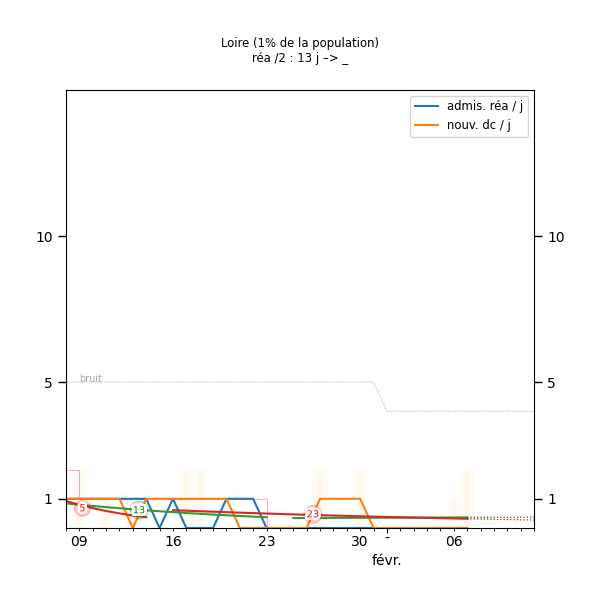 Loire (1% de la population)
réa /2 : 13 j –> _
admis. réa / j
nouv. dc / j
10
10
bruit
5
5
1
1
5
13
23
09
16
23
30
-
06
févr.